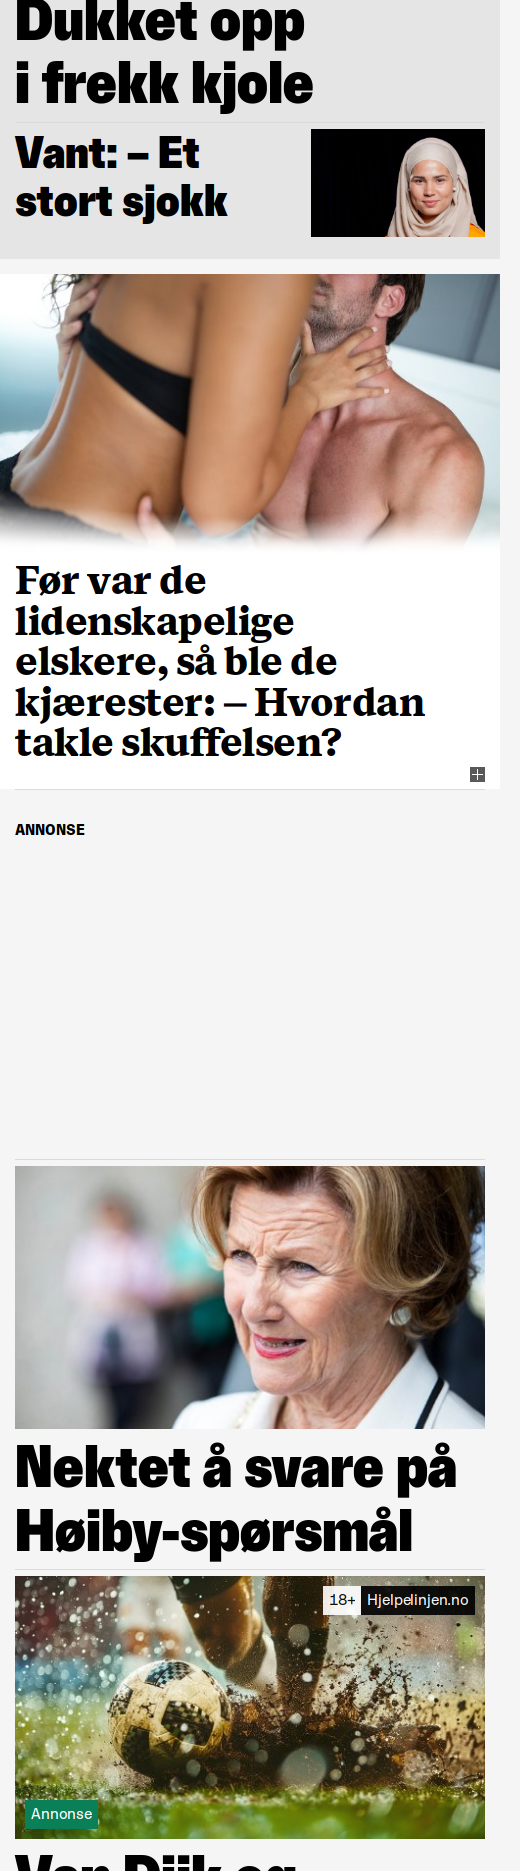 Dukket opp
i frekk kjole
Vant: – Et
stort sjokk
Før var de
lidenskapelige
elskere, så ble de
kjærester: – Hvordan
takle skuffelsen?
ANNONSE
Nektet å svare på
Høiby-spørsmål
18+ Hjelpelinjen.no
Annonse